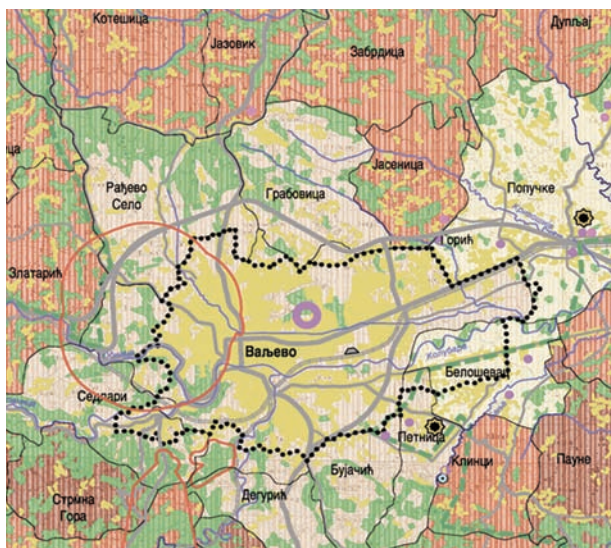 Котешица
Дупљај
Јазовик
Забрдица
ца
Јасеница
Рађево
Село
Грабовица
Попучке
Горић
Златарић
Ваљево
Колубара
Белошевац
Седлари
Петница
Клинци
Пауне
Бујачић
Дегурић
Стрмна
Гора